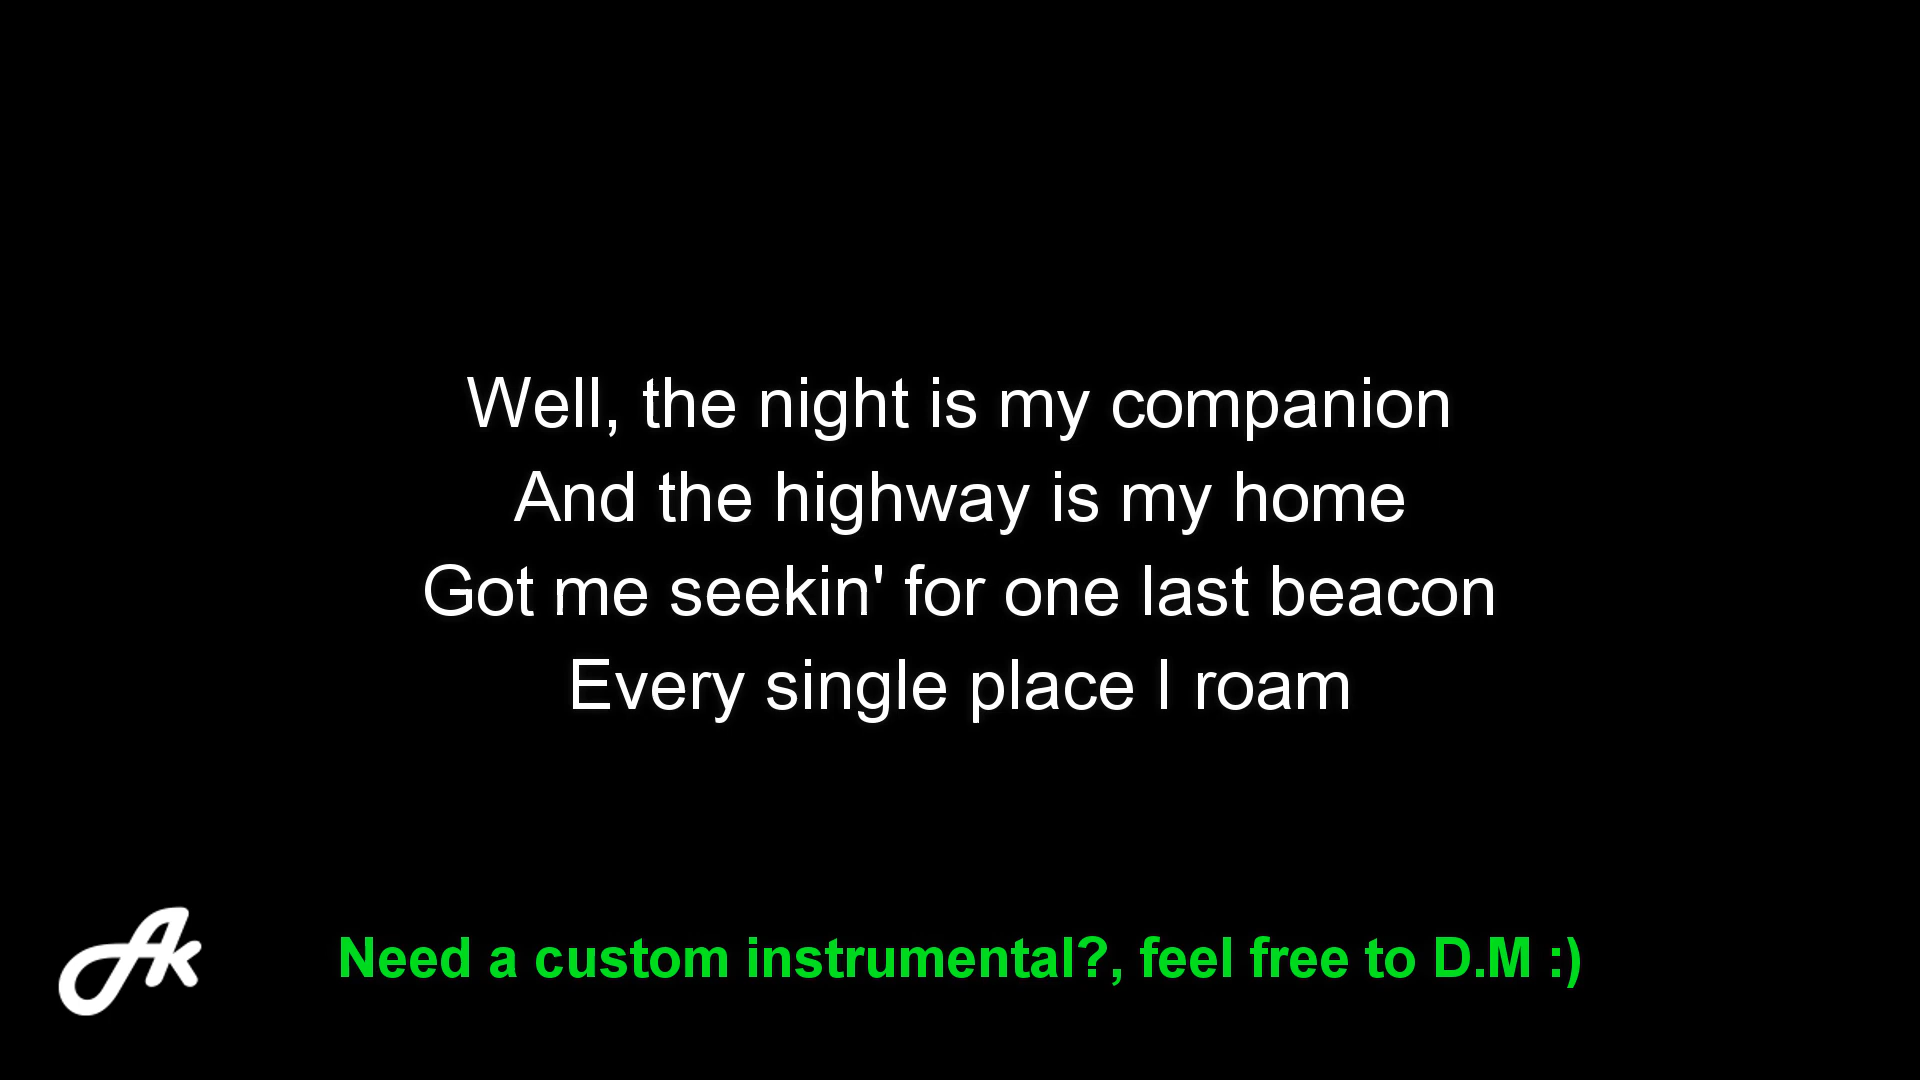 Well, the night is my companion
And the highway is my home
Got me seekin' for one last beacon
Every single place I roam
Ak
Need a custom instrumental?, feel free to D.M :)